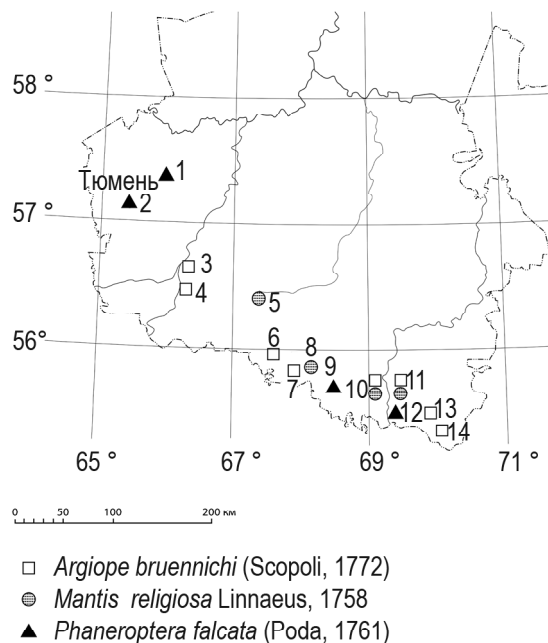 58 °
Тюмень 1
2
57 °
3
4
5
56 °
6
7
8
9
10
11
12
13
14
65 ° 67 ° 69 ° 71 °
0 50 100 200 км
Argiope bruennichi (Scopoli, 1772)
Mantis religiosa Linnaeus, 1758
Phaneroptera falcata (Poda, 1761)